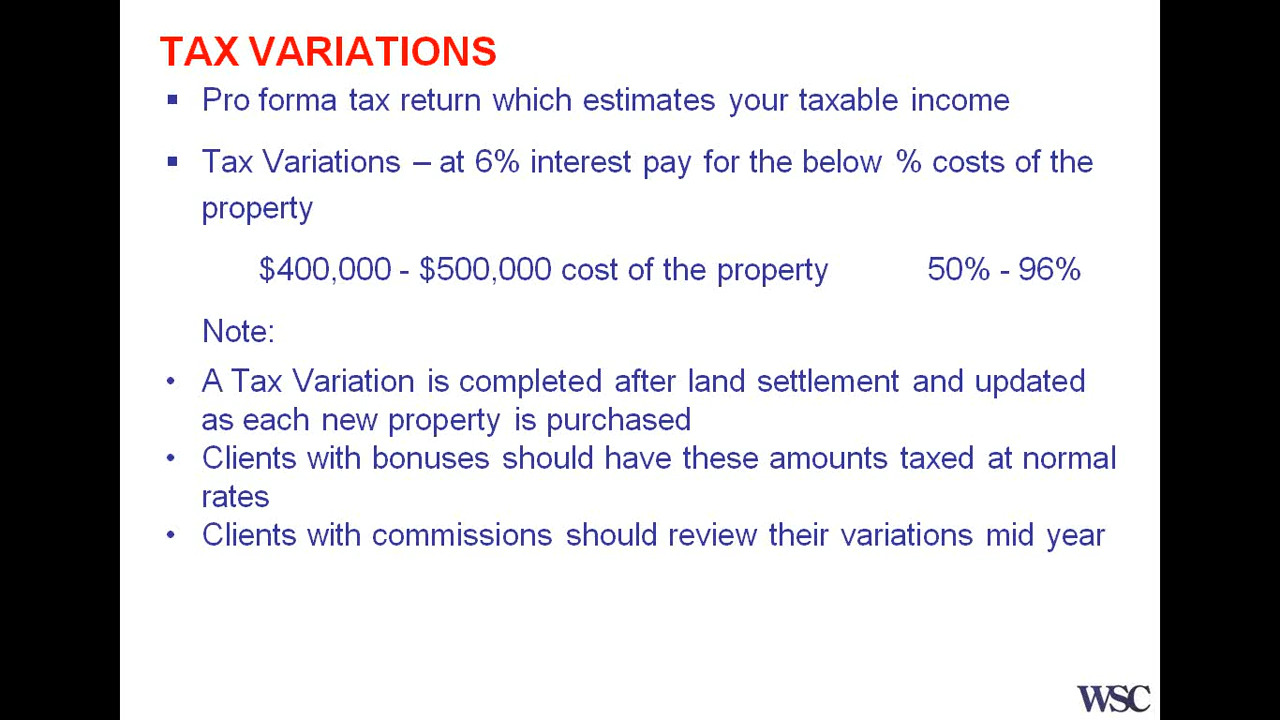 TAX VARIATIONS
▪ Pro forma tax return which estimates your taxable income
▪ Tax Variations – at 6% interest pay for the below % costs of the
property
$400,000 - $500,000 cost of the property 50% - 96%
Note:
• A Tax Variation is completed after land settlement and updated
as each new property is purchased
• Clients with bonuses should have these amounts taxed at normal
rates
• Clients with commissions should review their variations mid year
WSC